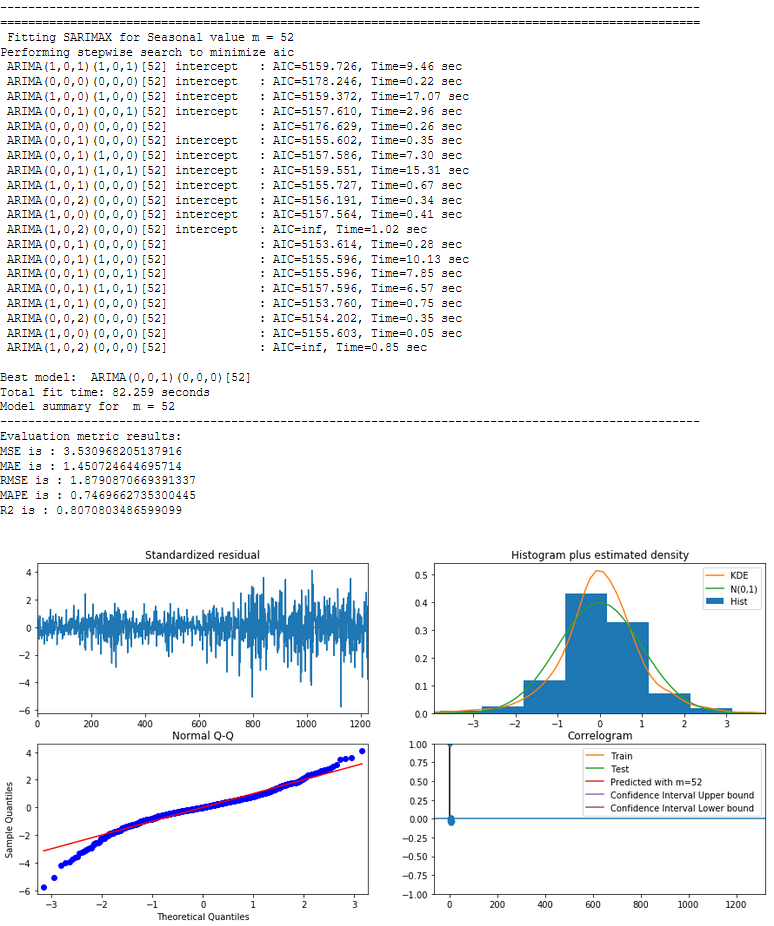 Fitting SARIMAX for Seasonal value m = 52
Performing stepwise search to minimize aic
ARIMA(1,0,1)(1,0,1)[52] intercept : AIC=5159.726, Time=9.46 sec
ARIMA(0,0,0)(0,0,0)[52] intercept : AIC=5178.246, Time=0.22 sec
ARIMA(1,0,0)(1,0,0)[52] intercept : AIC=5159.372, Time=17.07 sec
ARIMA(0,0,1)(0,0,1)[52] intercept : AIC=5157.610, Time=2.96 sec
ARIMA(0,0,0)(0,0,0)[52] : AIC=5176.629, Time=0.26 sec
ARIMA(0,0,1)(0,0,0)[52] intercept : AIC=5155.602, Time=0.35 sec
ARIMA(0,0,1)(1,0,0)[52] intercept : AIC=5157.586, Time=7.30 sec
ARIMA(0,0,1)(1,0,1)[52] intercept : AIC=5159.551, Time=15.31 sec
ARIMA(1,0,1)(0,0,0)[52] intercept : AIC=5155.727, Time=0.67 sec
ARIMA(0,0,2)(0,0,0)[52] intercept : AIC=5156.191, Time=0.34 sec
ARIMA(1,0,0)(0,0,0)[52] intercept : AIC=5157.564, Time=0.41 sec
ARIMA(1,0,2)(0,0,0)[52] intercept : AIC=inf, Time=1.02 sec
ARIMA(0,0,1)(0,0,0)[52] : AIC=5153.614, Time=0.28 sec
ARIMA(0,0,1)(1,0,0)[52] : AIC=5155.596, Time=10.13 sec
ARIMA(0,0,1)(0,0,1)[52] : AIC=5155.596, Time=7.85 sec
ARIMA(0,0,1)(1,0,1)[52] : AIC=5157.596, Time=6.57 sec
ARIMA(1,0,1)(0,0,0)[52] : AIC=5153.760, Time=0.75 sec
ARIMA(0,0,2)(0,0,0)[52] : AIC=5154.202, Time=0.35 sec
ARIMA(1,0,0)(0,0,0)[52] : AIC=5155.603, Time=0.05 sec
ARIMA(1,0,2)(0,0,0)[52] : AIC=inf, Time=0.85 sec
Best model: ARIMA(0,0,1)(0,0,0)[52]
Total fit time: 82.259 seconds
Model summary for m = 52
Evaluation metric results:
MSE is : 3.530968205137916
MAE is : 1.450724644695714
RMSE is : 1.8790870669391337
MAPE is : 0.7469662735300445
R2 is : 0.8070803486599099
Standardized residual
4
2
0
−2
−4
−6
0 200 400 600 800 1000 1200
Histogram plus estimated density
KDE
N(0,1)
Hist
0.5
0.4
0.3
0.2
0.1
0.0
−3 −2 −1 0 1 2 3
Normal Q-Q
Sample Quantiles
4
2
0
−2
−4
−6
−3 −2 −1 0 1 2 3
Theoretical Quantiles
Correlogram
Train
Test
Predicted with m=52
Confidence Interval Upper bound
Confidence Interval Lower bound
1.00
0.75
0.50
0.25
0.00
−0.25
−0.50
−0.75
−1.00
0 200 400 600 800 1000 1200